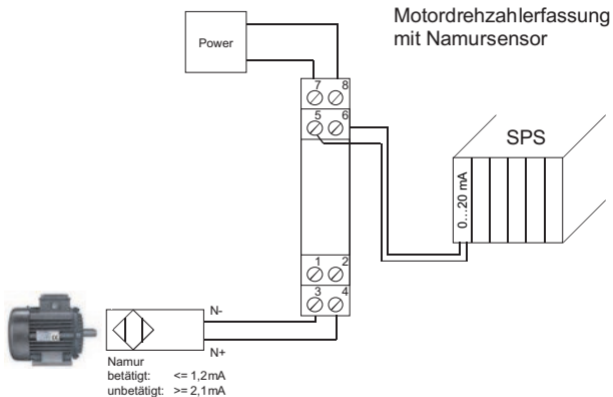 Motordrehzahlerfassung
mit Namursensor
Power
7 8
5 6
SPS
0...20 mA
1 2
3 4
N-
N+
Namur
betätigt: <= 1,2mA
unbetätigt: >= 2,1mA